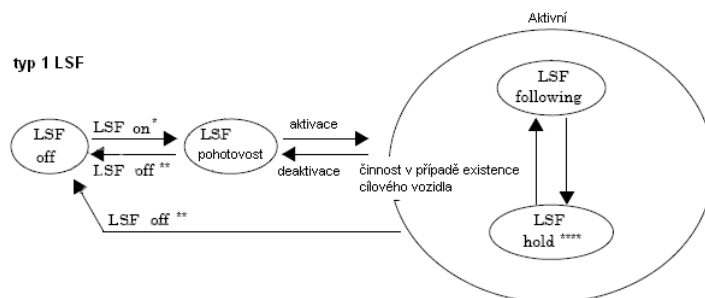 Aktivní
typ 1 LSF
LSF
following
LSF on*
aktivace
LSF
off
LSF
pohotovost
LSF off**
deaktivace
činnost v případě existence
cílového vozidla
LSF off**
LSF
hold ****